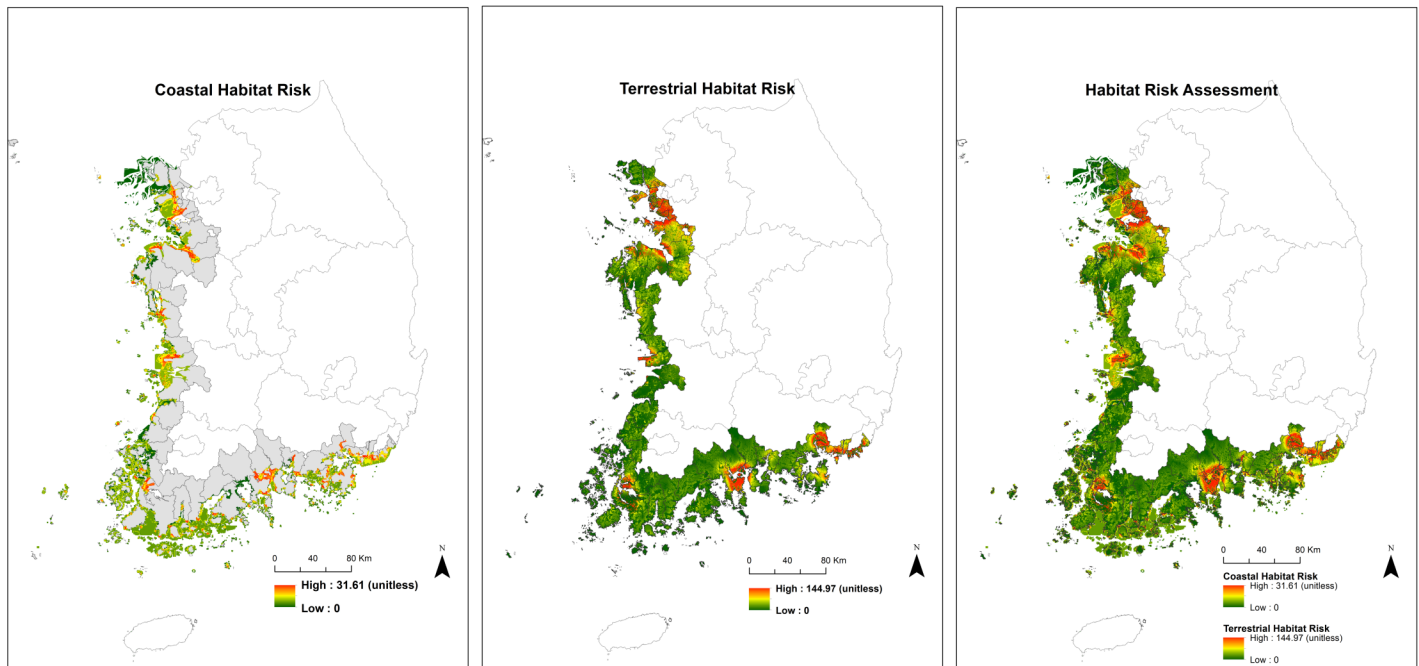 Coastal Habitat Risk
N
0 40 80 Km
High : 31.61 (unitless)
Low : 0
Terrestrial Habitat Risk
N
0 40 80 Km
High : 144.97 (unitless)
Low : 0
Habitat Risk Assessment
N
0 40 80 Km
Coastal Habitat Risk
High : 31.61 (unitless)
Low : 0
Terrestrial Habitat Risk
High : 144.97 (unitless)
Low : 0